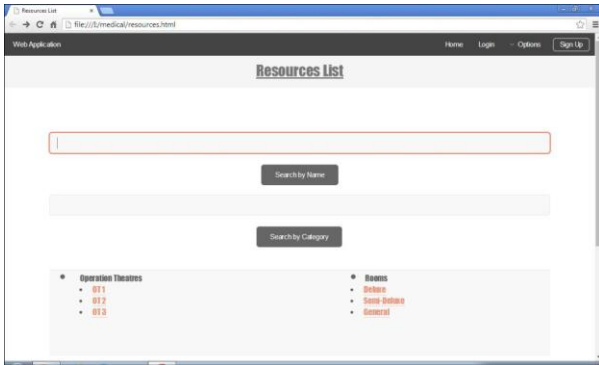 Resources List
file:///E:/medical/resources.html
Web Application
Home Login Options Sign Up
Resources List
Search by Name
Search by Category
Operation Theatres
OT 1
OT 2
OT 3
Rooms
Deluxe
Semi-Deluxe
General